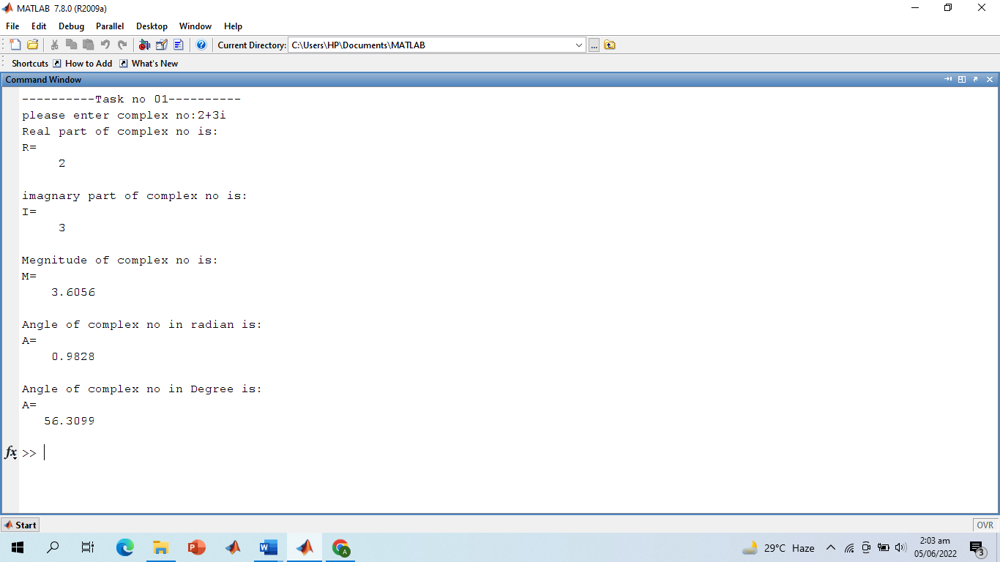 MATLAB 7.8.0 (R2009a)
File Edit Debug Parallel Desktop Window Help
Current Directory: C:\Users\HP\Documents\MATLAB ...
Shortcuts How to Add What's New
Command Window
----------Task no 01----------
please enter complex no:2+3i
Real part of complex no is:
R=
2
imagnary part of complex no is:
I=
3
Megnitude of complex no is:
M=
3.6056
Angle of complex no in radian is:
A=
0.9828
Angle of complex no in Degree is:
A=
56.3099
fx >>
Start OVR
29°C Haze 2:03 am
05/06/2022
3